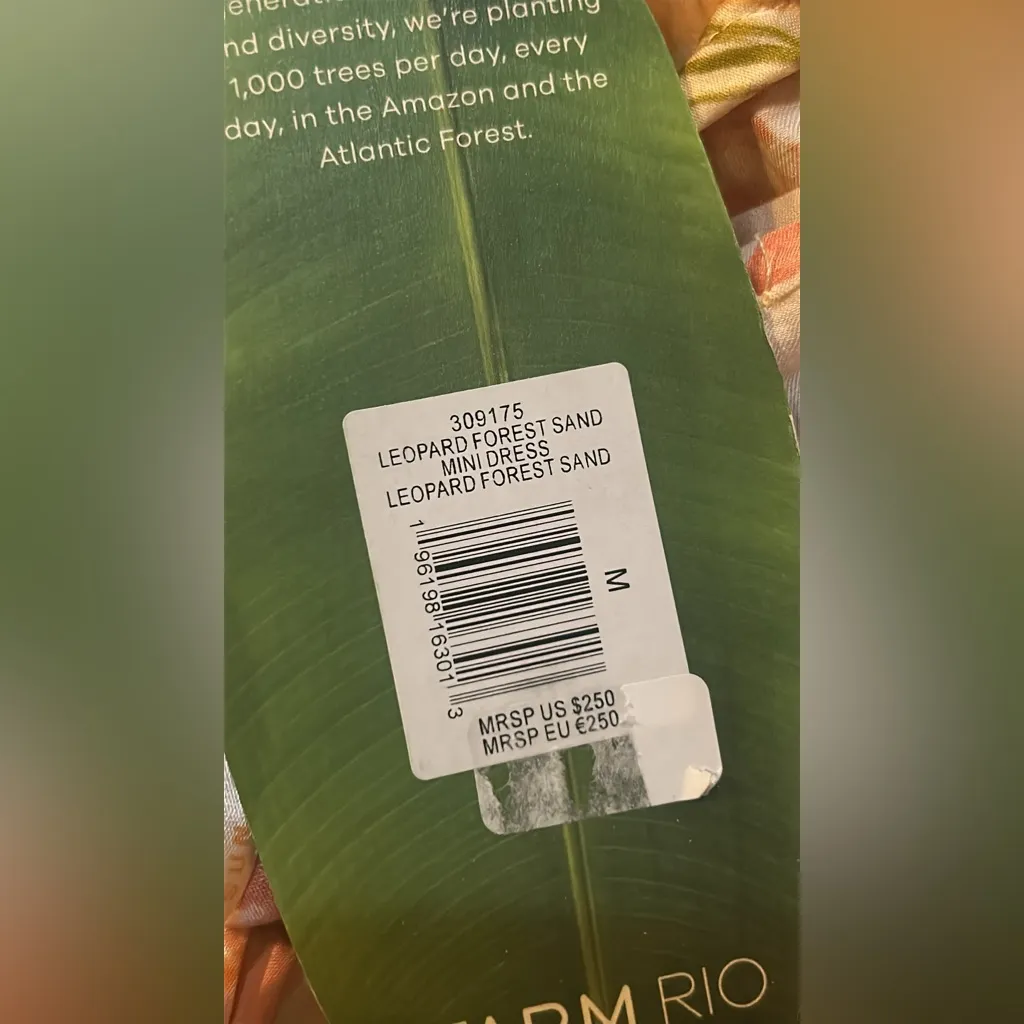 nd diversity, we're planting
1,000 trees per day, every
day, in the Amazon and the
Atlantic Forest.
309175
LEOPARD FOREST SAND
MINI DRESS
LEOPARD FOREST SAND
1 96198 16301 3
M
MRSP US $250
MRSP EU €250
FARM RIO